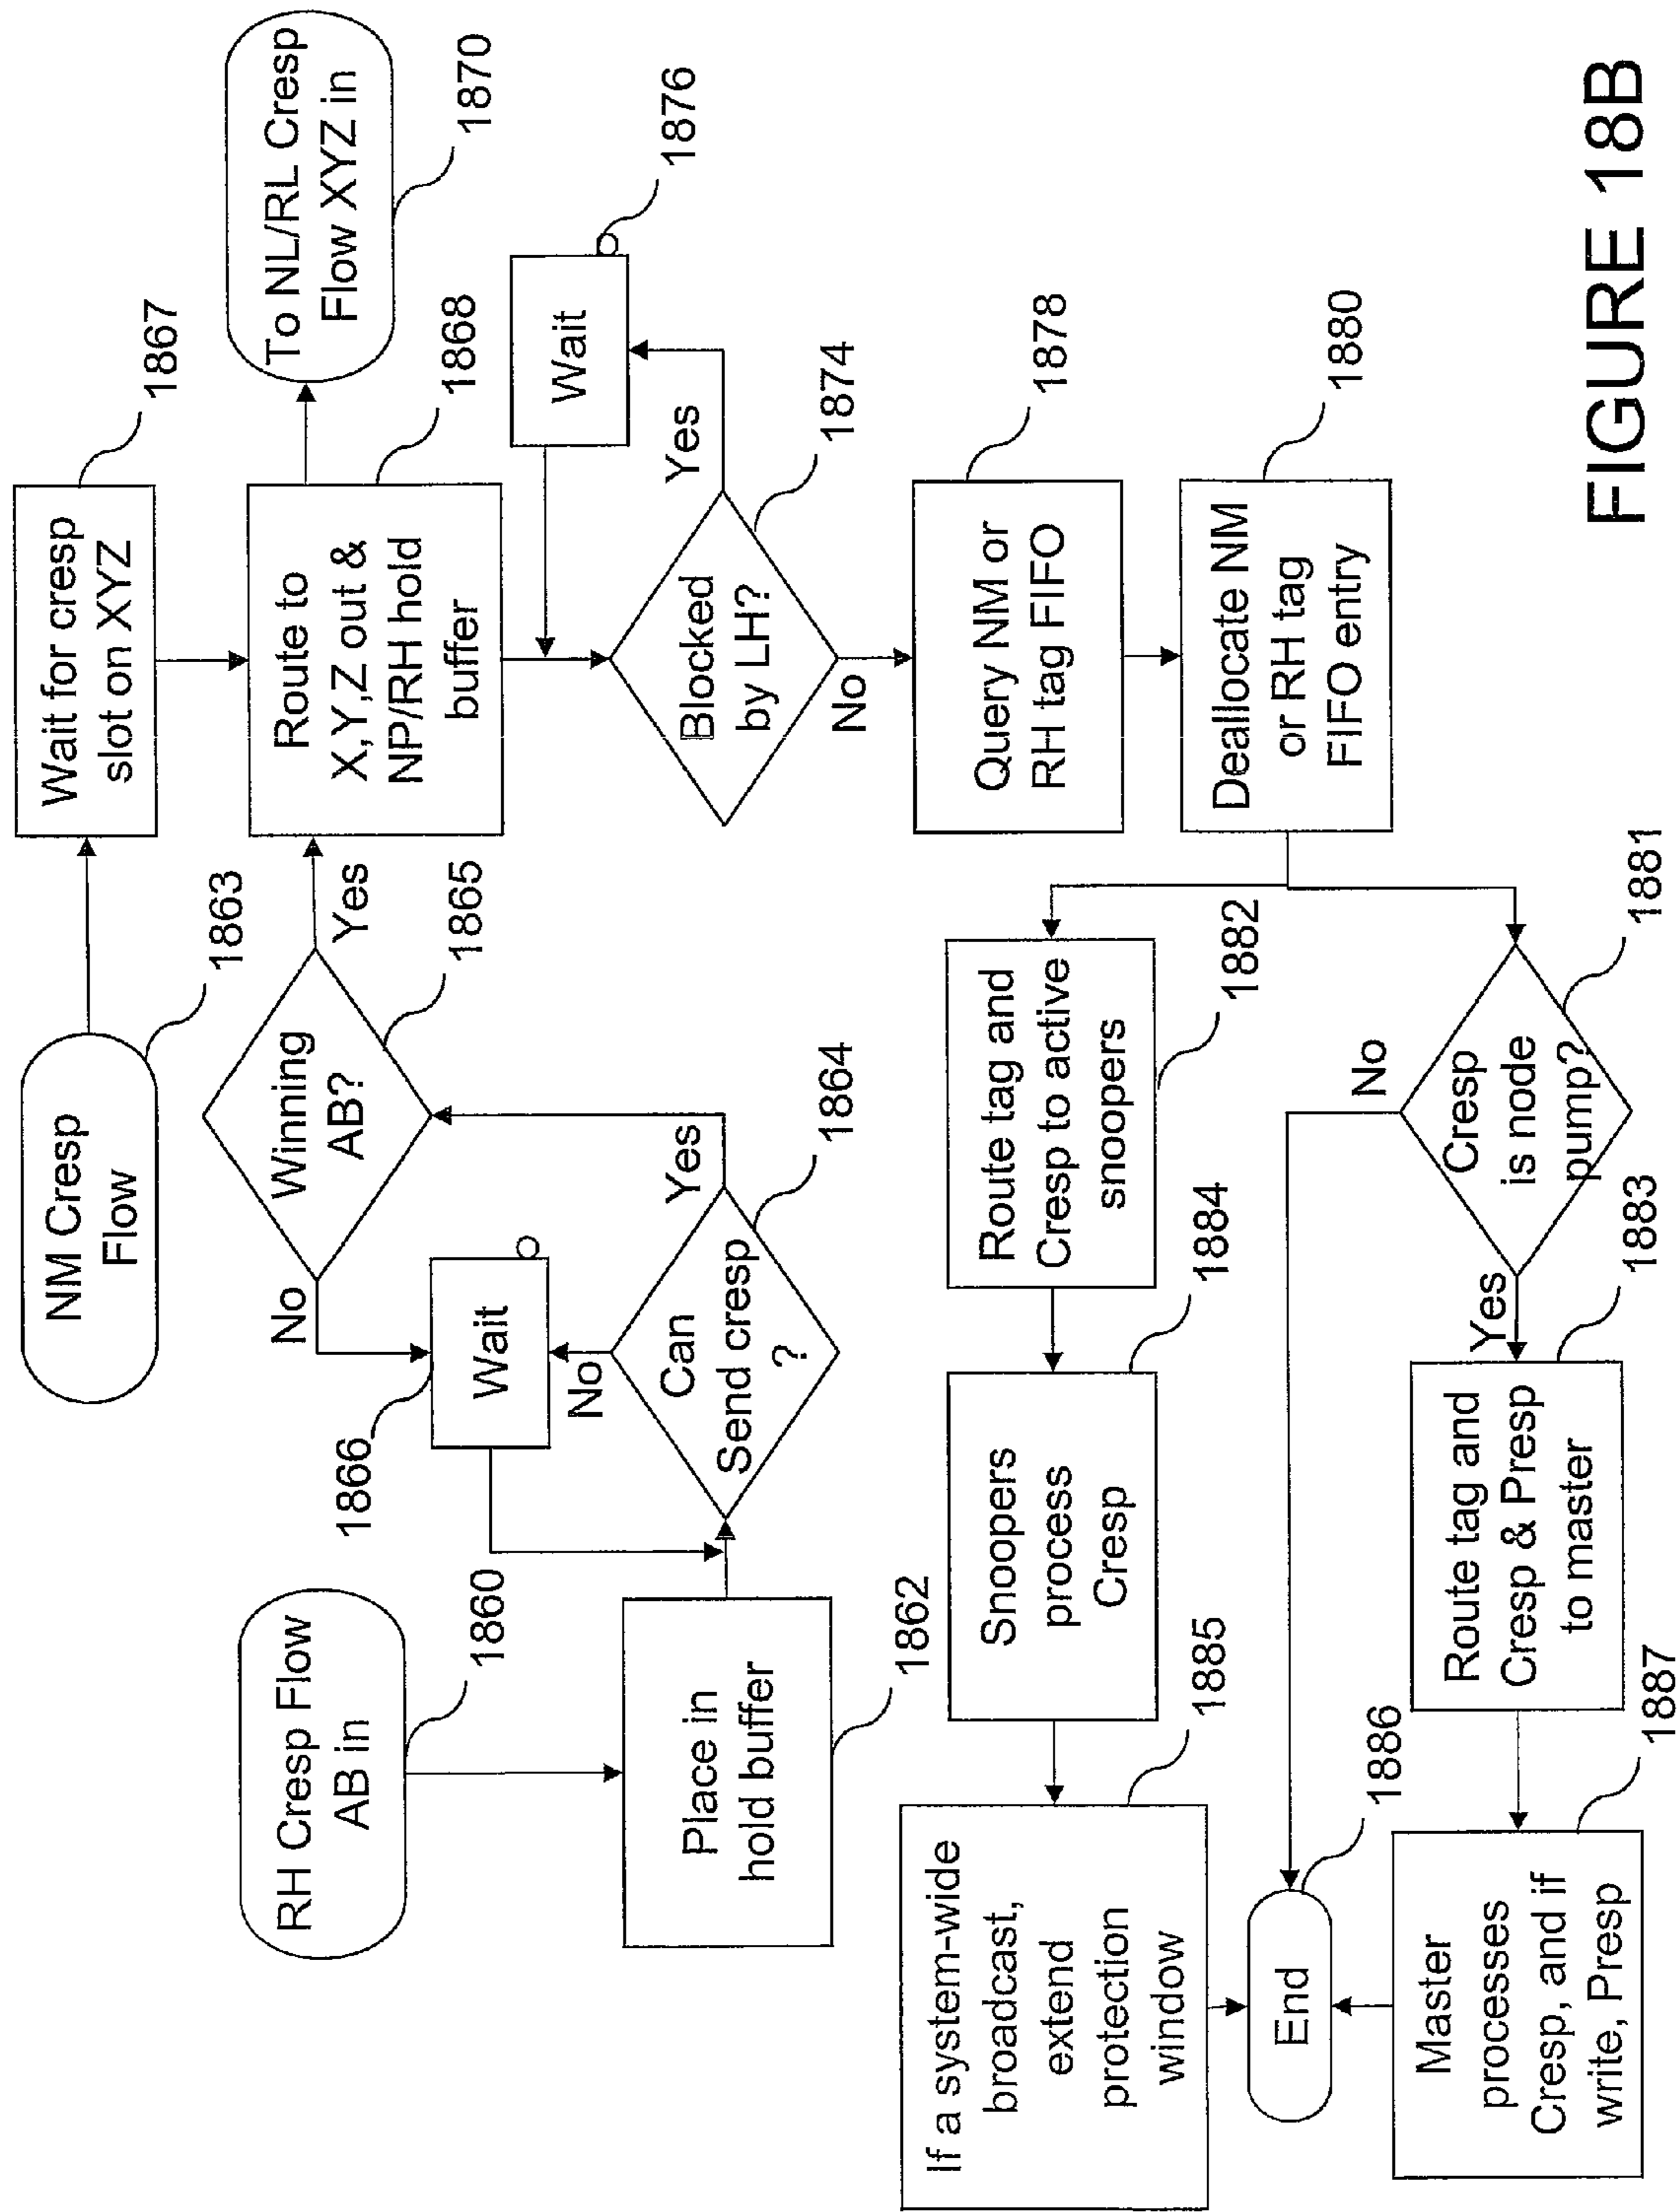 RH Cresp Flow
AB in
1860
Place in
hold buffer
1862
NM Cresp
Flow
1863
Wait for cresp
slot on XYZ
1867
Can
Send cresp
?
1864
Yes
No
Wait
1866
Winning
AB?
1865
No
Yes
Route to
X,Y,Z out &
NP/RH hold
buffer
1868
To NL/RL Cresp
Flow XYZ in
1870
Blocked
by LH?
1874
Yes
Wait
1876
No
Query NM or
RH tag FIFO
1878
Deallocate NM
or RH tag
FIFO entry
1880
Route tag and
Cresp to active
snoopers
1882
Snoopers
process
Cresp
1884
If a system-wide
broadcast,
extend
protection
window
1885
Cresp
is node
pump?
1881
No
Yes
Route tag and
Cresp & Presp
to master
1883
Master
processes
Cresp, and if
write, Presp
1887
End
1886
FIGURE 18B